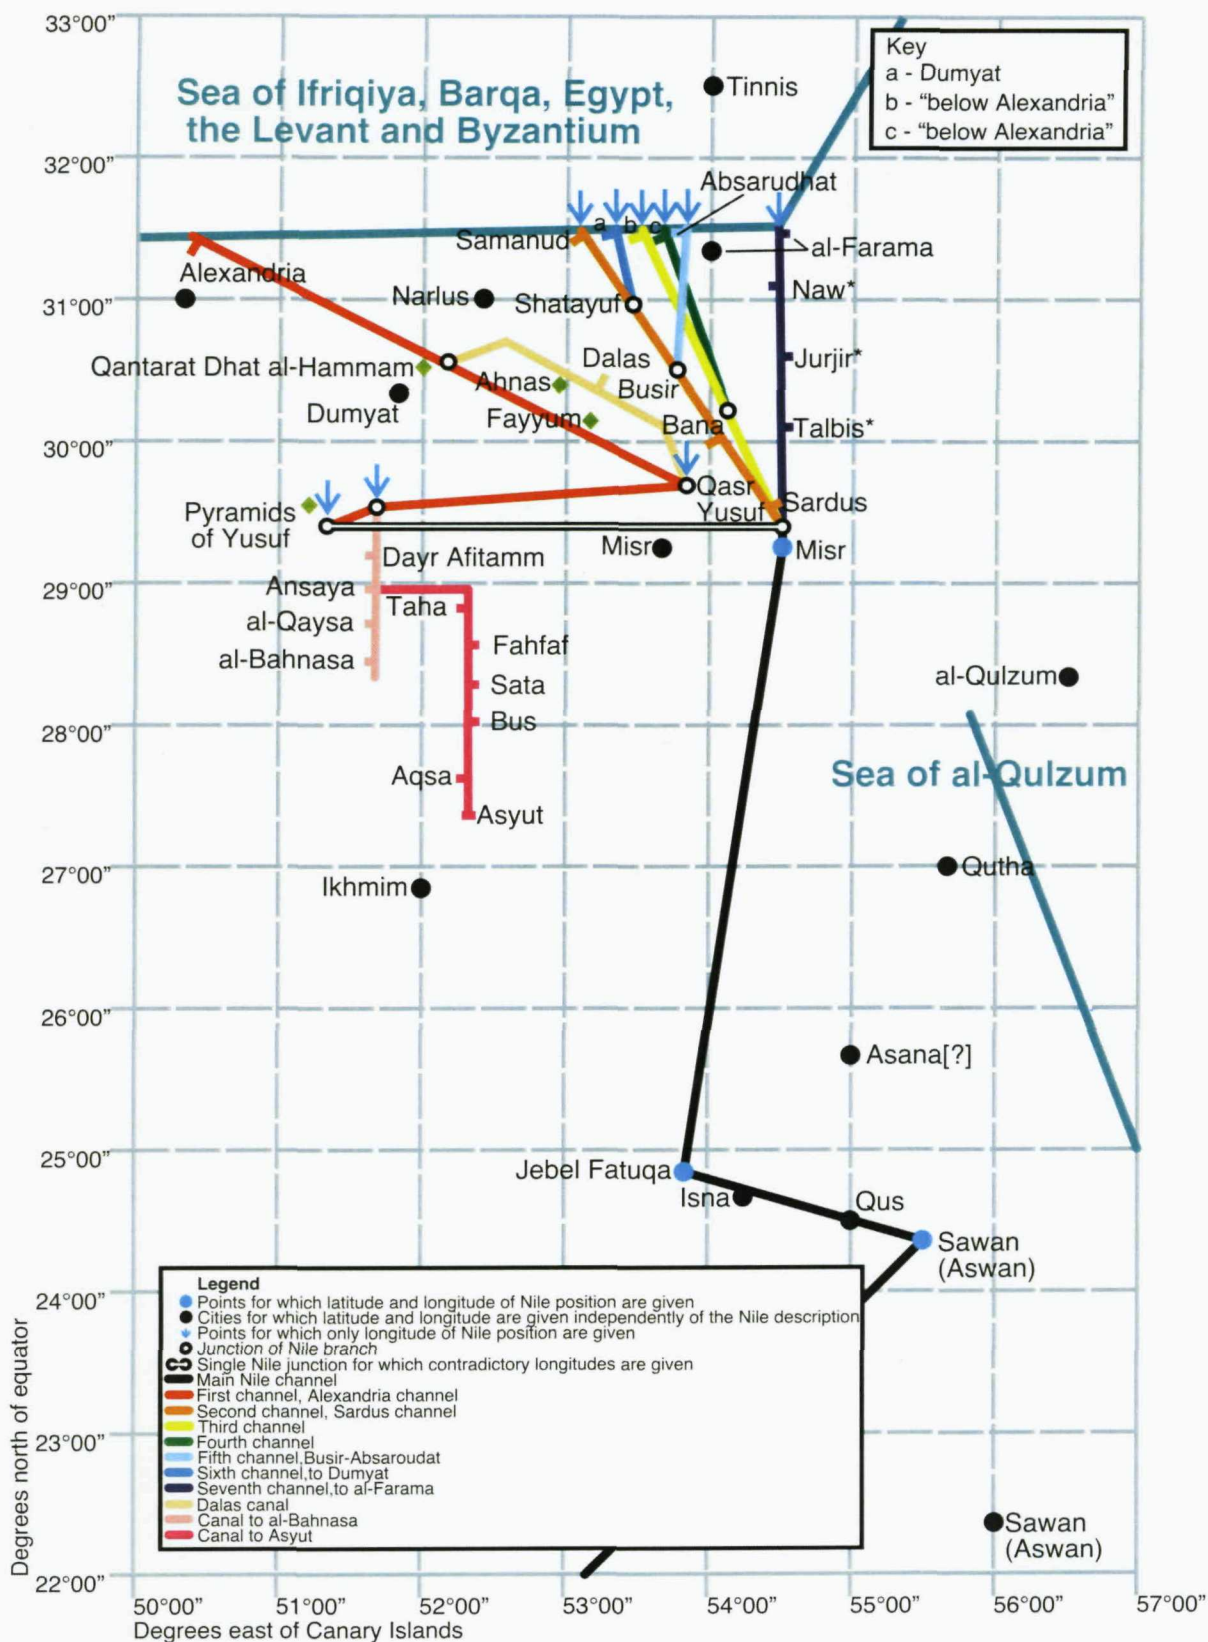 33°00”
Key
a - Dumyat
b - “below Alexandria”
c - “below Alexandria”
Tinnis
Sea of Ifriqiya, Barqa, Egypt,
the Levant and Byzantium
32°00”
Absarudhat
a
b
c
Samanud
al-Farama
Alexandria
31°00”
Narlus
Shatayuf
Naw*
Qantarat Dhat al-Hammam
Dalas
Jurjir*
Ahnas
Busir
Dumyat
Fayyum
Bana
Talbis*
30°00”
Qasr
Yusuf
Sardus
Pyramids
of Yusuf
Misr
Misr
Dayr Afitamm
29°00”
Ansaya
Taha
al-Qaysa
Fahfaf
al-Bahnasa
al-Qulzum
Sata
Bus
28°00”
Sea of al-Qulzum
Aqsa
Asyut
27°00”
Qutha
Ikhmim
26°00”
Asana[?]
25°00”
Jebel Fatuqa
Isna
Qus
Sawan
(Aswan)
24°00”
Legend
Points for which latitude and longitude of Nile position are given
Cities for which latitude and longitude are given independently of the Nile description
Points for which only longitude of Nile position are given
Junction of Nile branch
Single Nile junction for which contradictory longitudes are given
Main Nile channel
First channel, Alexandria channel
Second channel, Sardus channel
Third channel
Fourth channel
Fifth channel,Busir-Absaroudat
Sixth channel,to Dumyat
Seventh channel,to al-Farama
Dalas canal
Canal to al-Bahnasa
Canal to Asyut
23°00”
Sawan
(Aswan)
22°00”
Degrees north of equator
50°00”
51°00”
52°00”
53°00”
54°00”
55°00”
56°00”
57°00”
Degrees east of Canary Islands